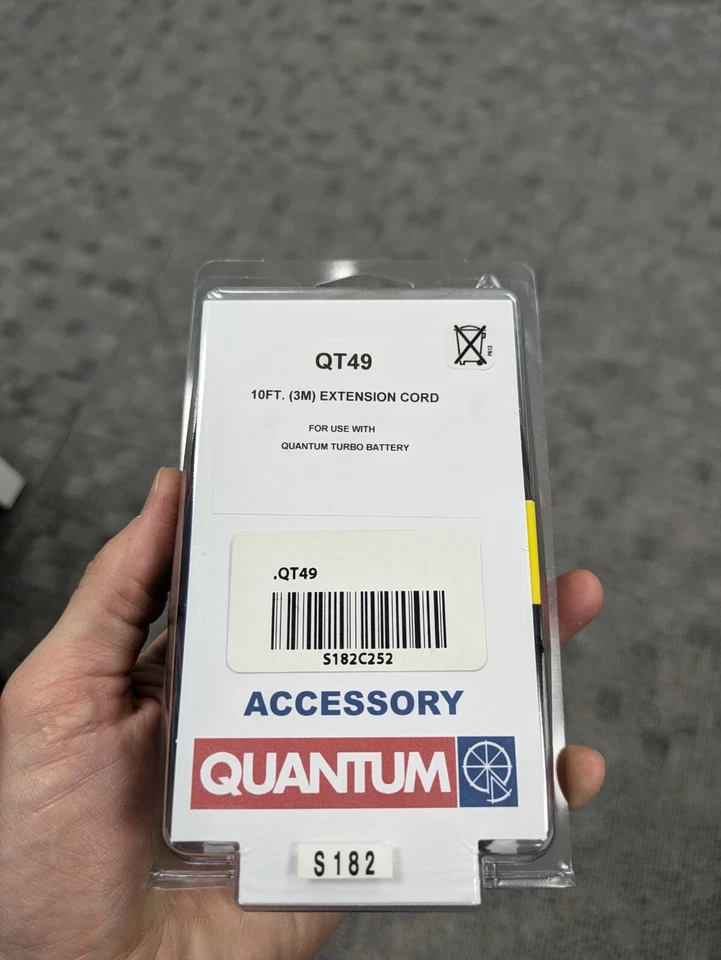 QT49
10FT. (3M) EXTENSION CORD
FOR USE WITH
QUANTUM TURBO BATTERY
.QT49
S182C252
ACCESSORY
QUANTUM
S182